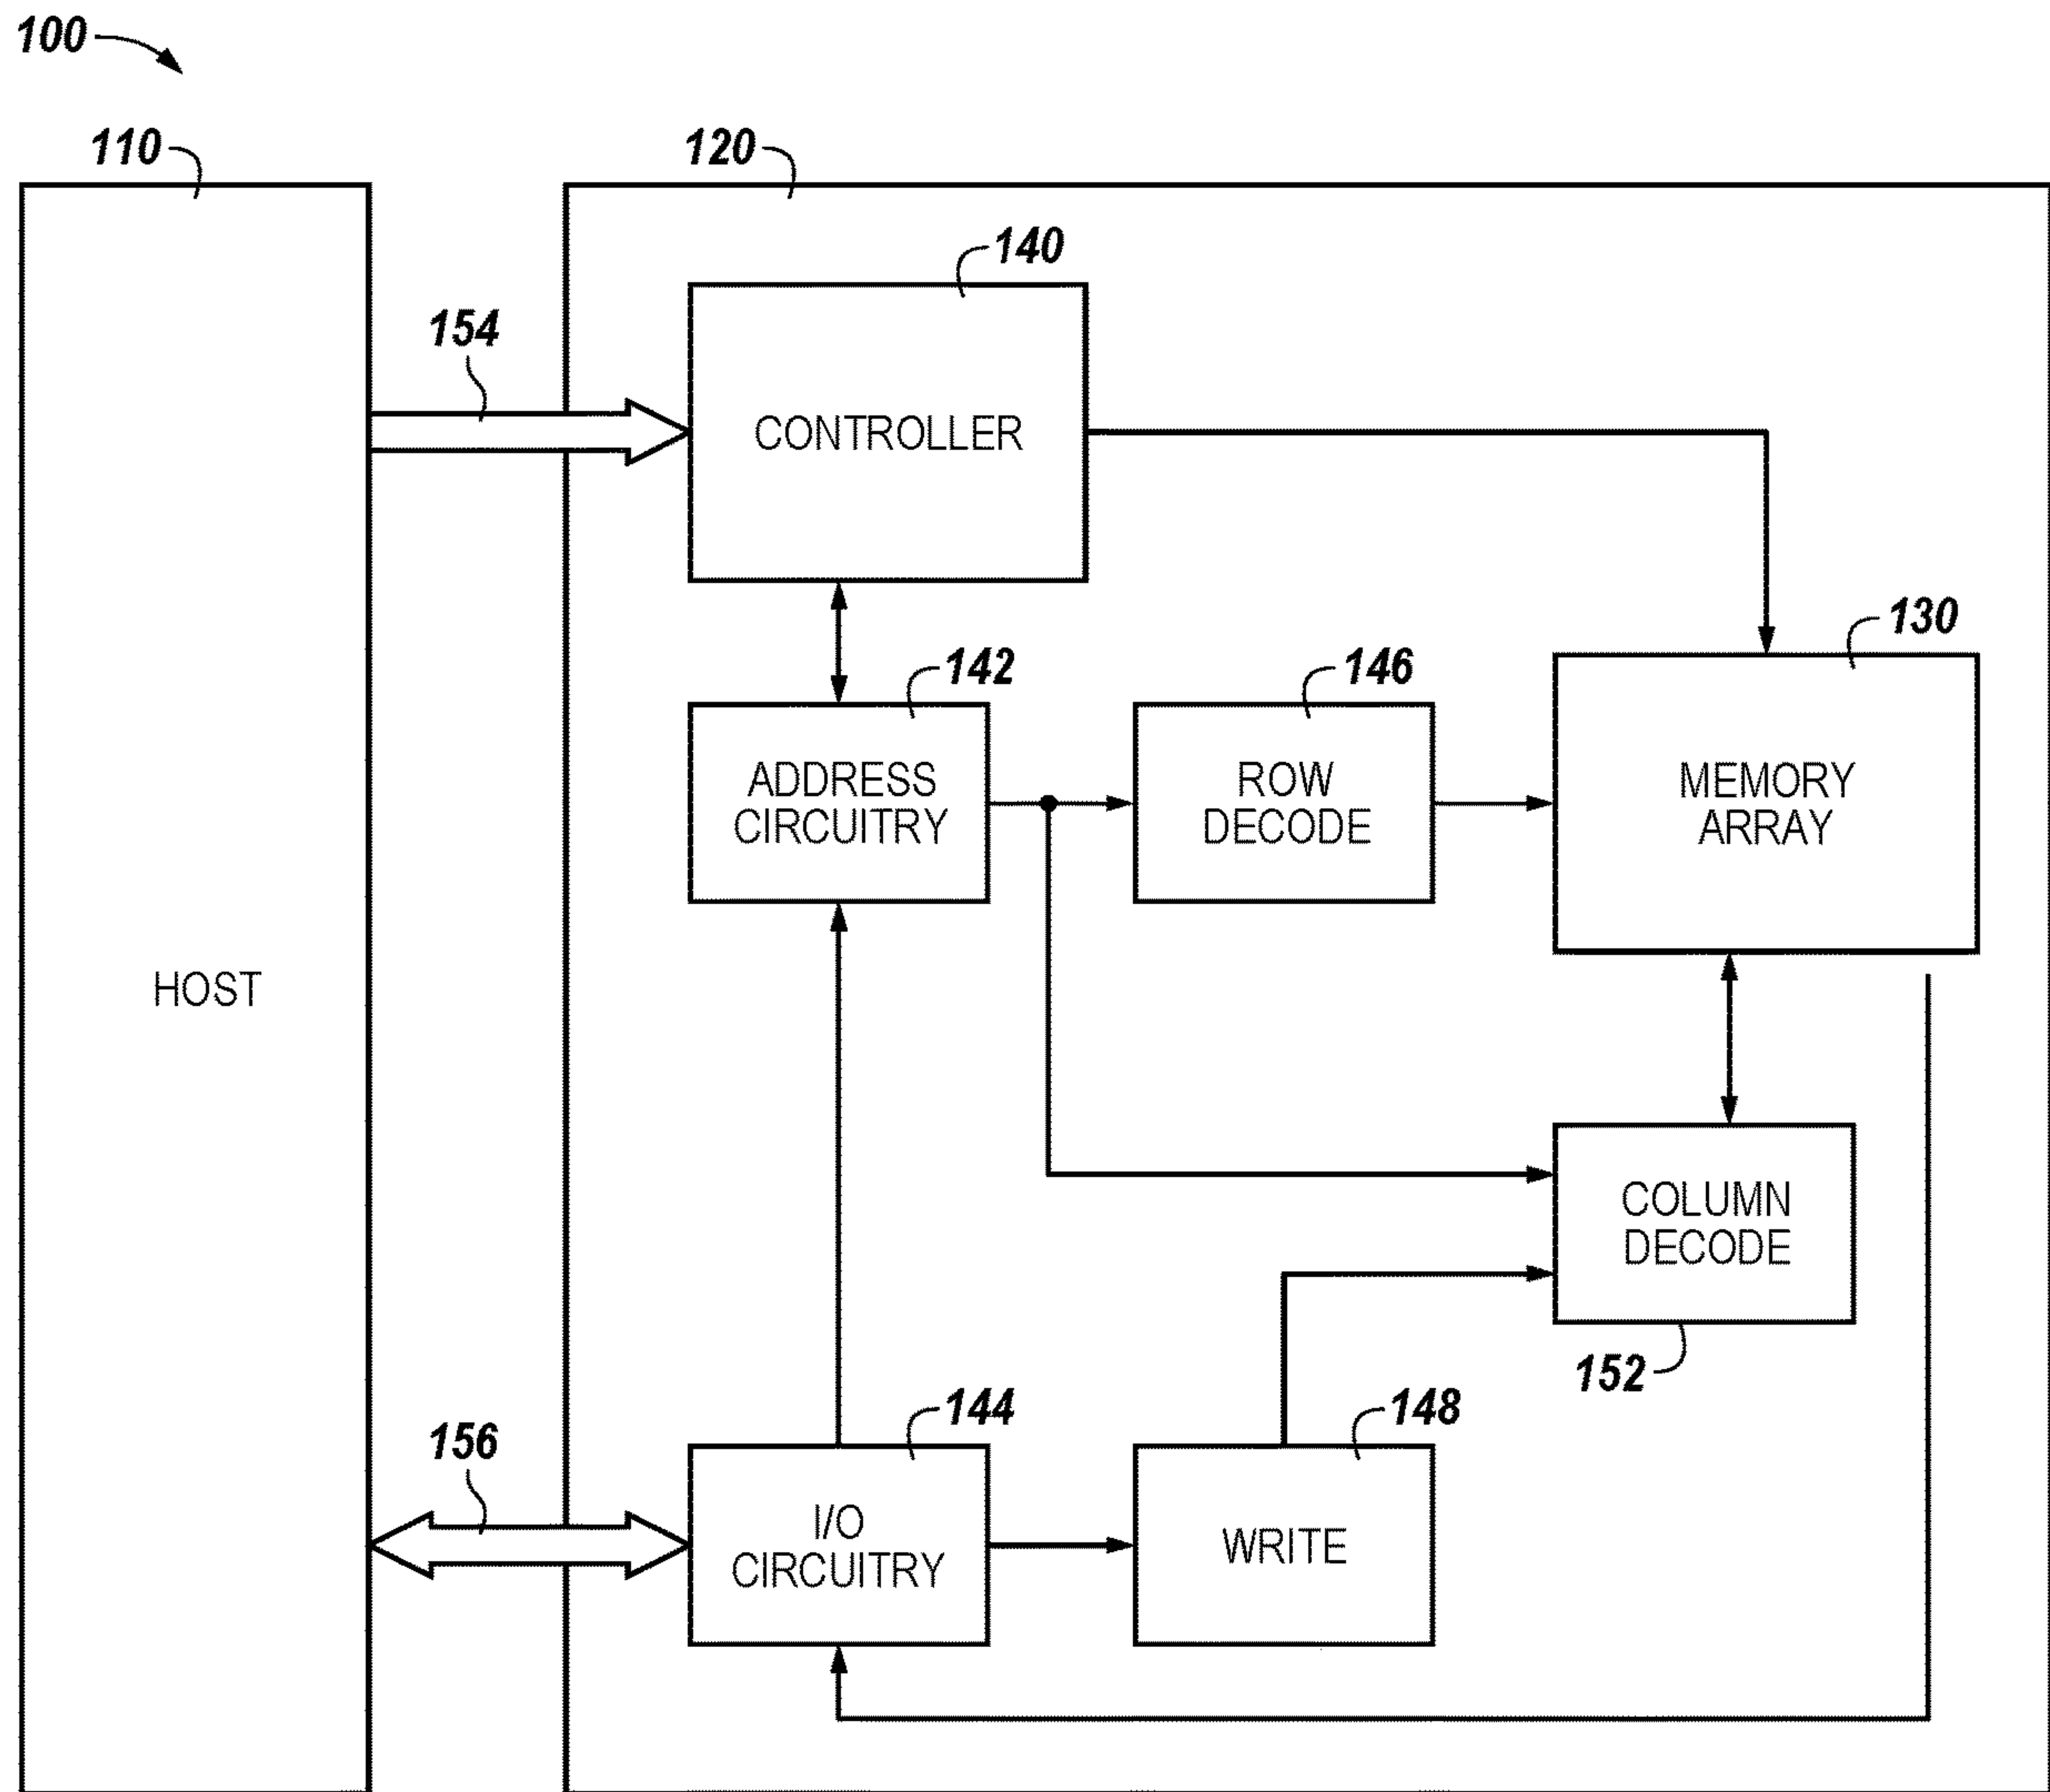 100
110
120
140
154
CONTROLLER
130
142
146
ADDRESS
CIRCUITRY
ROW
DECODE
MEMORY
ARRAY
HOST
COLUMN
DECODE
152
144
148
156
I/O
CIRCUITRY
WRITE